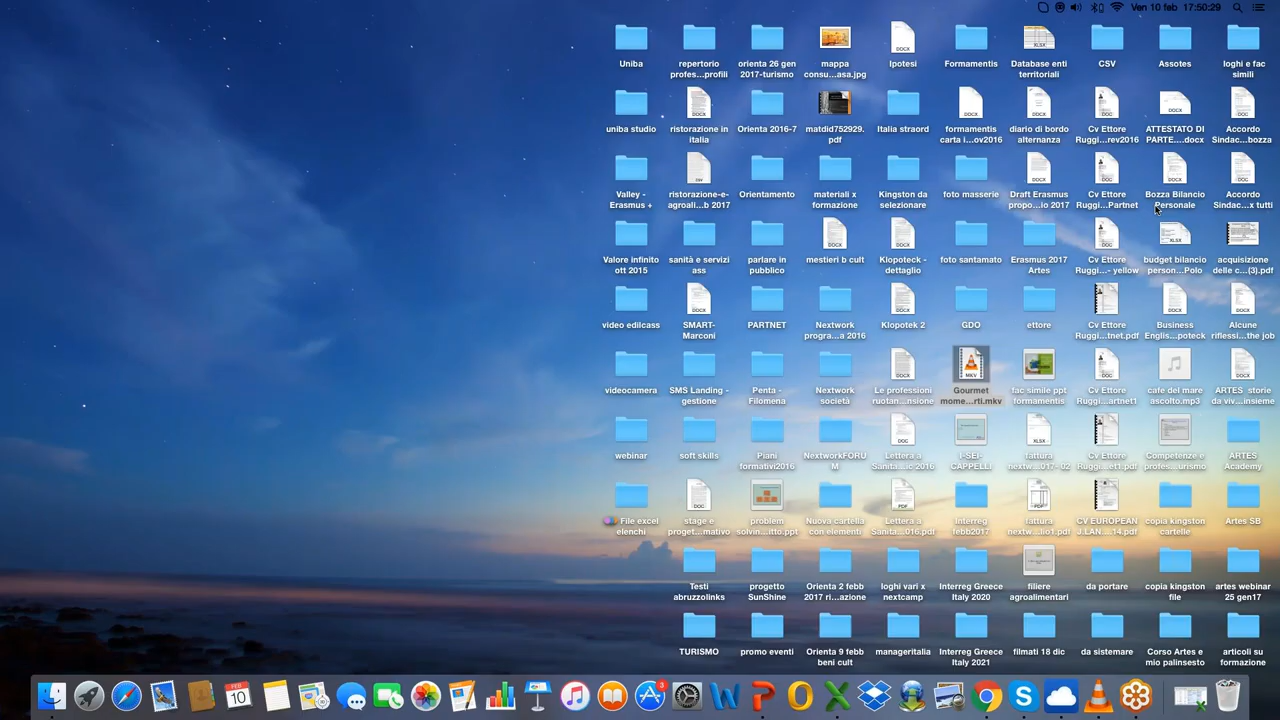 Ven 10 feb 17:50:29
Uniba
repertorio profes...profili
orienta 26 gen 2017-turismo
mappa consu...asa.jpg
Ipotesi
Formamentis
Database enti territoriali
CSV
Assotes
loghi e fac simili
uniba studio
ristorazione in italia
Orienta 2016-7
matdid752929.pdf
Italia straord
formamentis carta i...ov2016
diario di bordo alternanza
Cv Ettore Ruggi...rev2016
ATTESTATO DI PARTE....docx
Accordo Sindac...bozza
Valley - Erasmus +
ristorazione-e-agroali...b 2017
Orientamento
materiali x formazione
Kingston da selezionare
foto masserie
Draft Erasmus propo...io 2017
Cv Ettore Ruggi...Partnet
Bozza Bilancio Personale
Accordo Sindac...x tutti
Valore infinito ott 2015
sanità e servizi ass
parlare in pubblico
mestieri b cult
Klopoteck - dettaglio
foto santamato
Erasmus 2017 Artes
Cv Ettore Ruggi...- yellow
budget bilancio person...Polo
acquisizione delle c...(3).pdf
video edilcass
SMART-Marconi
PARTNET
Nextwork progra...a 2016
Klopotek 2
GDO
ettore
Cv Ettore Ruggi...tnet.pdf
Business Englis...poteck
Alcune riflessi...the job
videocamera
SMS Landing - gestione
Penta - Filomena
Nextwork società
Le professioni ruotan...nsione
Gourmet mome...rti.mkv
fac simile ppt formamentis
Cv Ettore Ruggi...artnet1
cafe del mare ascolto.mp3
ARTES storie da viv...insieme
webinar
soft skills
Piani formativi2016
NextworkFORUM
Lettera a Sanità...ic 2016
I-SEI-CAPPELLI
fattura nextw...017- 02
Cv Ettore Ruggi...et1.pdf
Competenze e profes...urismo
ARTES Academy
File excel elenchi
stage e proget...mativo
problem solvin...itto.ppt
Nuova cartella con elementi
Lettera a Sanità...016.pdf
Interreg febb2017
fattura nextw...io1.pdf
CV EUROPEAN J.LAN....14.pdf
copia kingston cartelle
Artes SB
Testi abruzzolinks
progetto SunShine
Orienta 2 febb 2017 ri...azione
loghi vari x nextcamp
Interreg Greece Italy 2020
filiere agroalimentari
da portare
copia kingston file
artes webinar 25 gen17
TURISMO
promo eventi
Orienta 9 febb beni cult
manageritalia
Interreg Greece Italy 2021
filmati 18 dic
da sistemare
Corso Artes e mio palinsesto
articoli su formazione